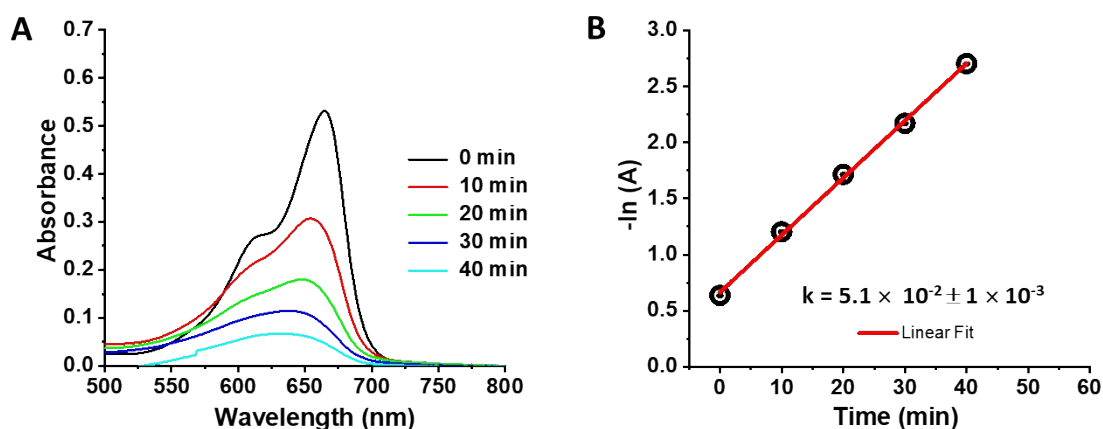 A
Absorbance
0.7
0.6
0.5
0.4
0.3
0.2
0.1
0.0
500
550
600
650
700
750
800
Wavelength (nm)
0 min
10 min
20 min
30 min
40 min
B
-ln (A)
3.0
2.5
2.0
1.5
1.0
0.5
0.0
0
10
20
30
40
50
60
Time (min)
k = 5.1 × 10⁻² ± 1 × 10⁻³
Linear Fit